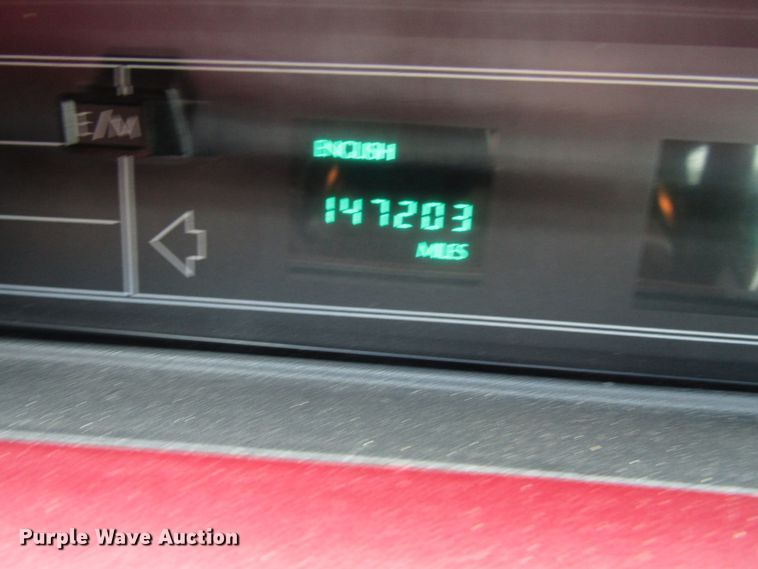 E/M
ENGLISH
147203
MILES
Purple Wave Auction